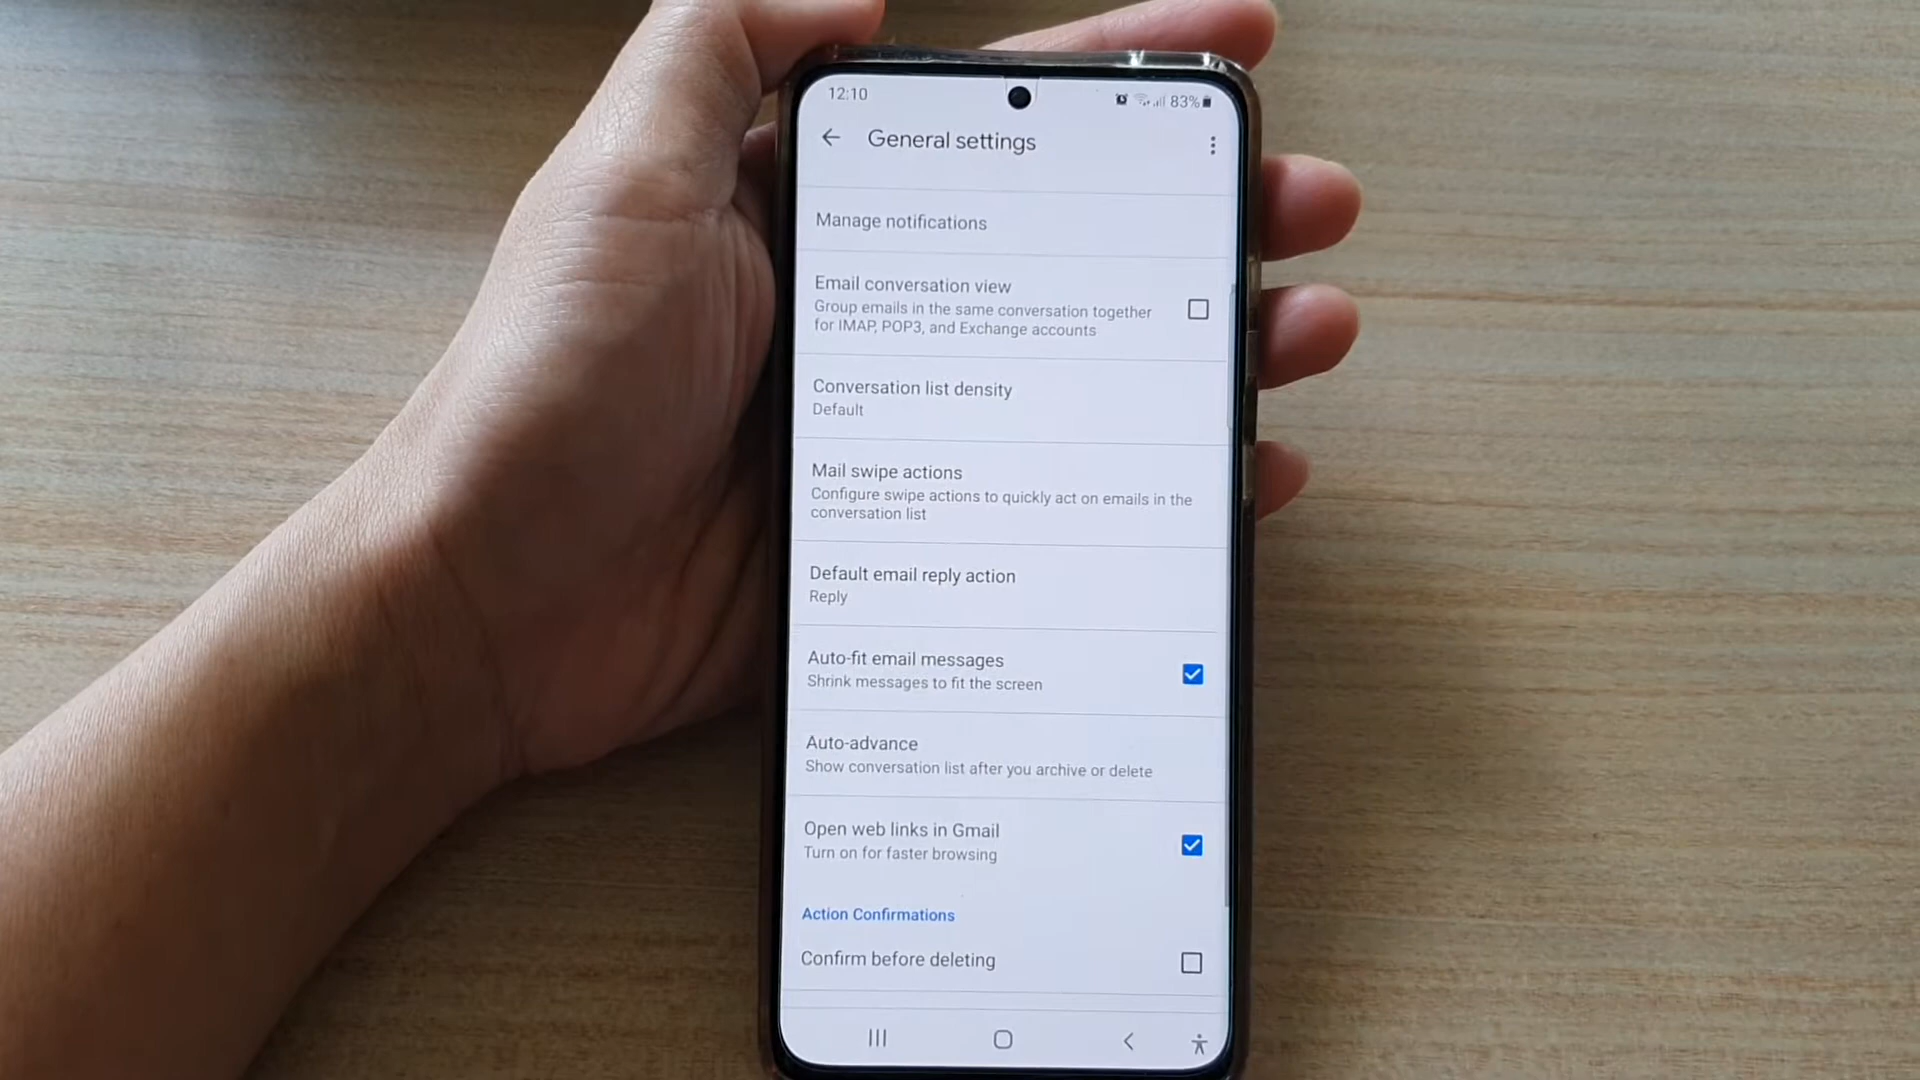 12:10
83%
General settings
Manage notifications
Email conversation view
Group emails in the same conversation together
for IMAP, POP3, and Exchange accounts
Conversation list density
Default
Mail swipe actions
Configure swipe actions to quickly act on emails in the
conversation list
Default email reply action
Reply
Auto-fit email messages
Shrink messages to fit the screen
Auto-advance
Show conversation list after you archive or delete
Open web links in Gmail
Turn on for faster browsing
Action Confirmations
Confirm before deleting